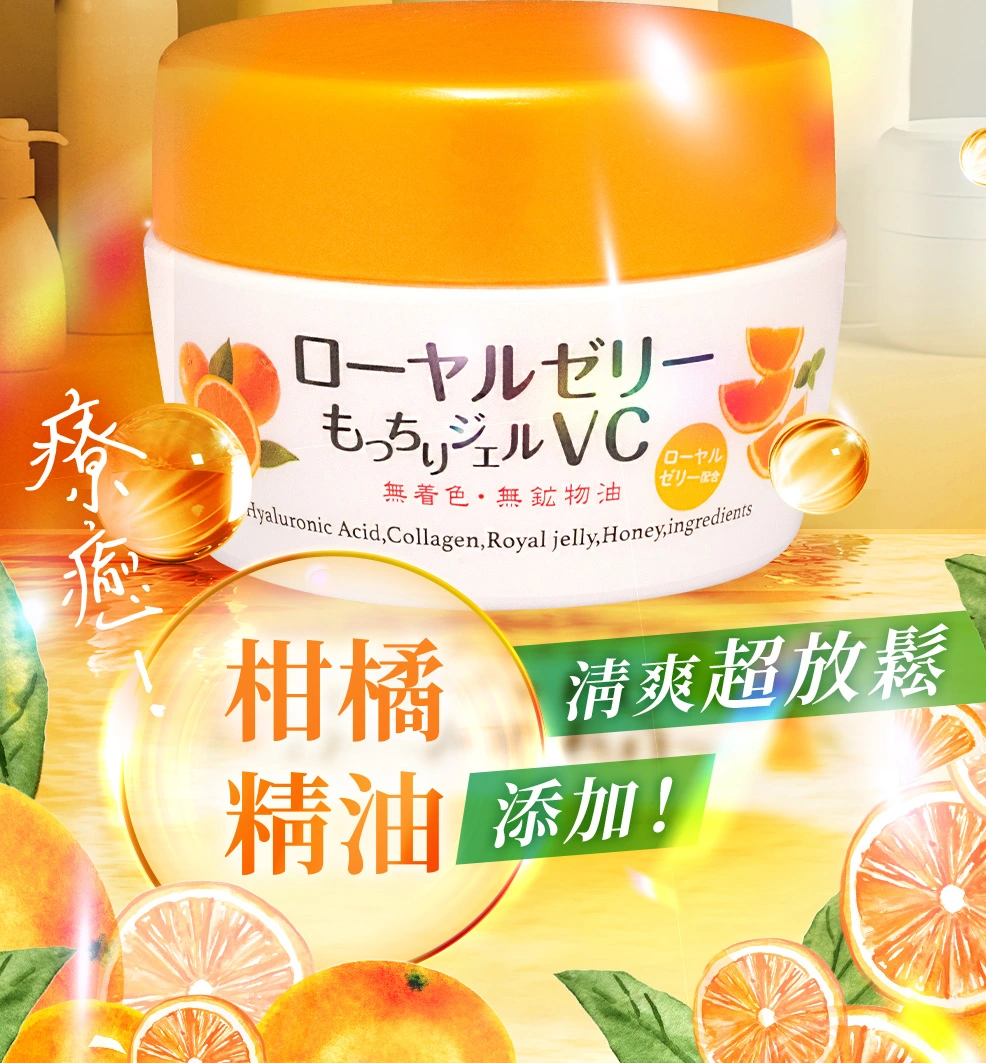 ローヤルゼリー
もっちりジェルVC
ローヤル
ゼリー配合
無着色・無鉱物油
Hyaluronic Acid,Collagen,Royal jelly,Honey,ingredients
療癒!
柑橘
清爽超放鬆
精油
添加!